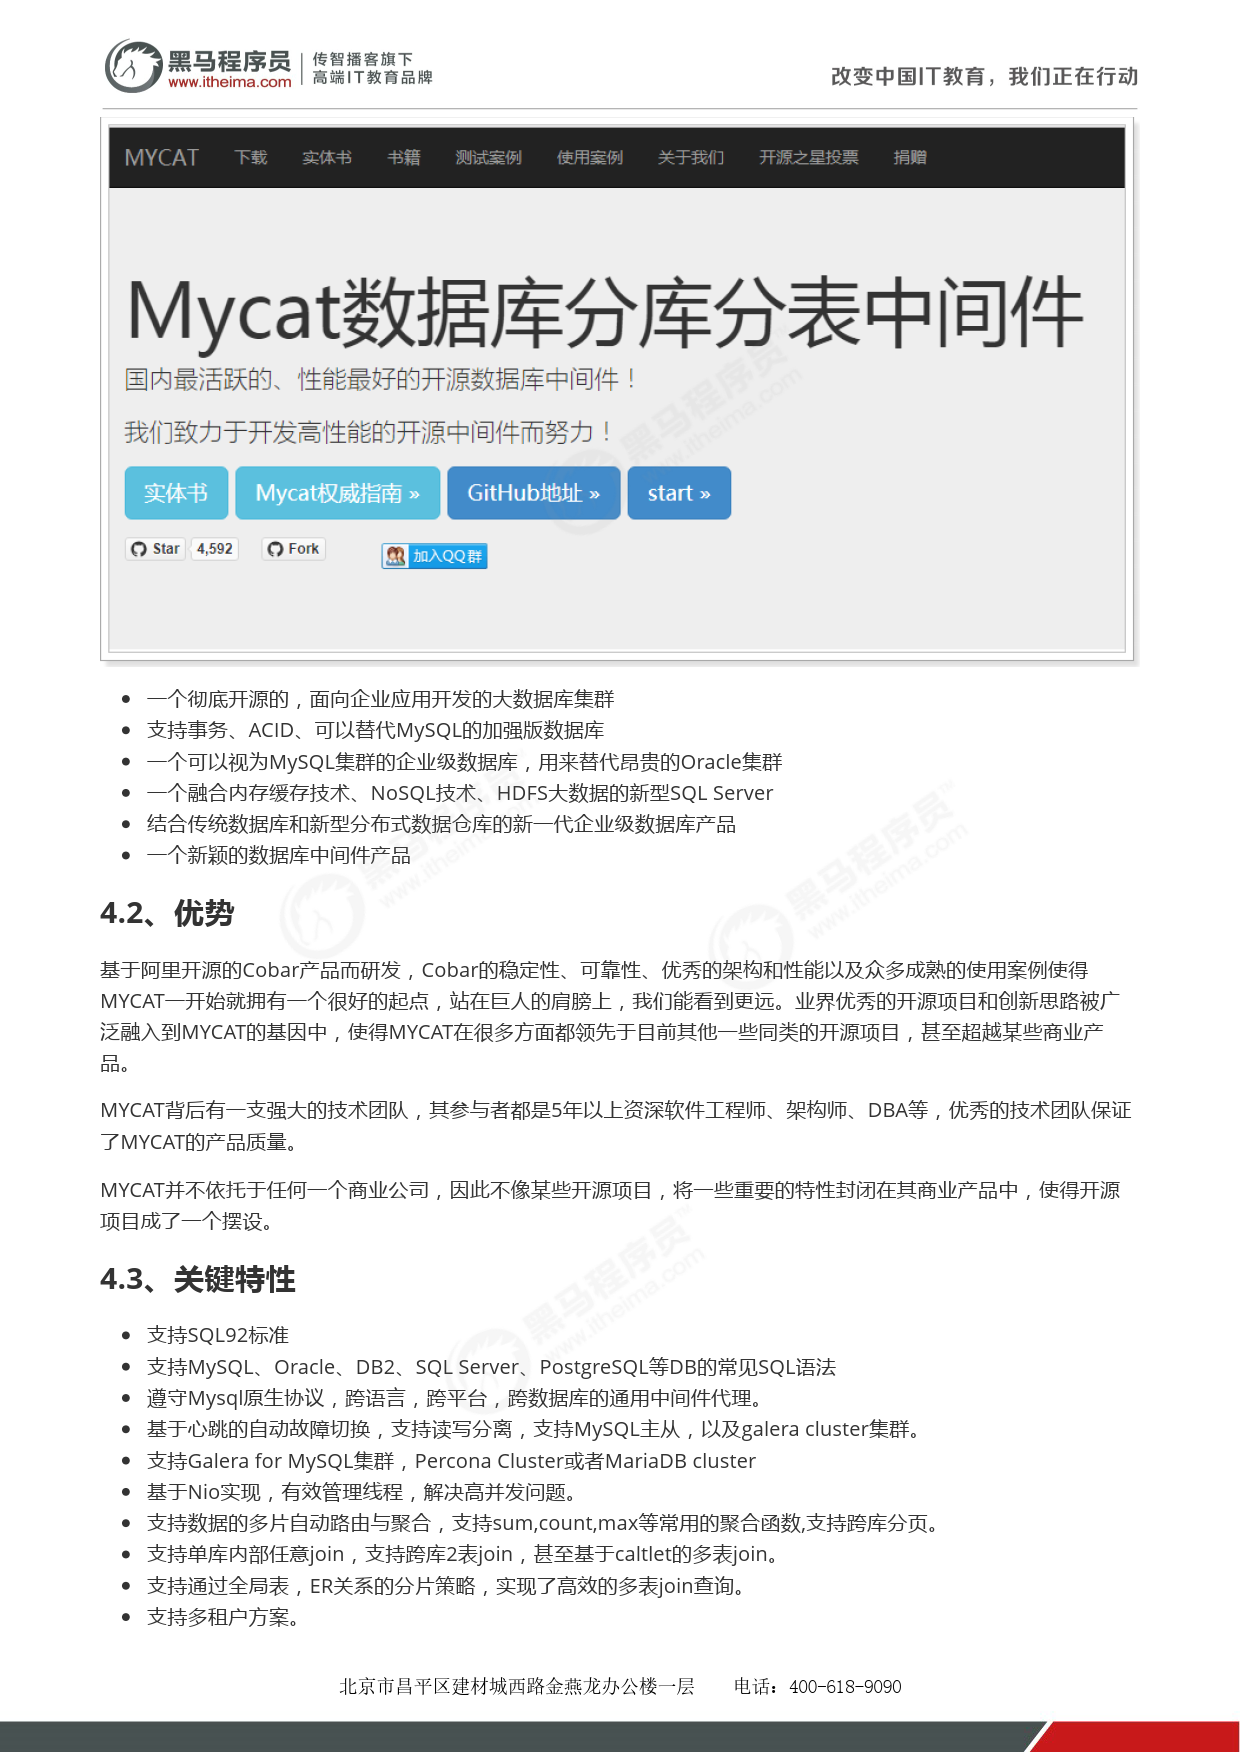 黑马程序员
www.itheima.com
传智播客旗下
高端IT教育品牌
改变中国IT教育，我们正在行动
MYCAT 下载 实体书 书籍 测试案例 使用案例 关于我们 开源之星投票 捐赠
Mycat数据库分库分表中间件
国内最活跃的、性能最好的开源数据库中间件！
我们致力于开发高性能的开源中间件而努力！
实体书 Mycat权威指南 » GitHub地址 » start »
Star 4,592 Fork 加入QQ群
• 一个彻底开源的，面向企业应用开发的大数据库集群
• 支持事务、ACID、可以替代MySQL的加强版数据库
• 一个可以视为MySQL集群的企业级数据库，用来替代昂贵的Oracle集群
• 一个融合内存缓存技术、NoSQL技术、HDFS大数据的新型SQL Server
• 结合传统数据库和新型分布式数据仓库的新一代企业级数据库产品
• 一个新颖的数据库中间件产品
4.2、优势
基于阿里开源的Cobar产品而研发，Cobar的稳定性、可靠性、优秀的架构和性能以及众多成熟的使用案例使得
MYCAT一开始就拥有一个很好的起点，站在巨人的肩膀上，我们能看到更远。业界优秀的开源项目和创新思路被广
泛融入到MYCAT的基因中，使得MYCAT在很多方面都领先于目前其他一些同类的开源项目，甚至超越某些商业产
品。
MYCAT背后有一支强大的技术团队，其参与者都是5年以上资深软件工程师、架构师、DBA等，优秀的技术团队保证
了MYCAT的产品质量。
MYCAT并不依托于任何一个商业公司，因此不像某些开源项目，将一些重要的特性封闭在其商业产品中，使得开源
项目成了一个摆设。
4.3、关键特性
• 支持SQL92标准
• 支持MySQL、Oracle、DB2、SQL Server、PostgreSQL等DB的常见SQL语法
• 遵守Mysql原生协议，跨语言，跨平台，跨数据库的通用中间件代理。
• 基于心跳的自动故障切换，支持读写分离，支持MySQL主从，以及galera cluster集群。
• 支持Galera for MySQL集群，Percona Cluster或者MariaDB cluster
• 基于Nio实现，有效管理线程，解决高并发问题。
• 支持数据的多片自动路由与聚合，支持sum,count,max等常用的聚合函数,支持跨库分页。
• 支持单库内部任意join，支持跨库2表join，甚至基于caltlet的多表join。
• 支持通过全局表，ER关系的分片策略，实现了高效的多表join查询。
• 支持多租户方案。
北京市昌平区建材城西路金燕龙办公楼一层 电话：400-618-9090